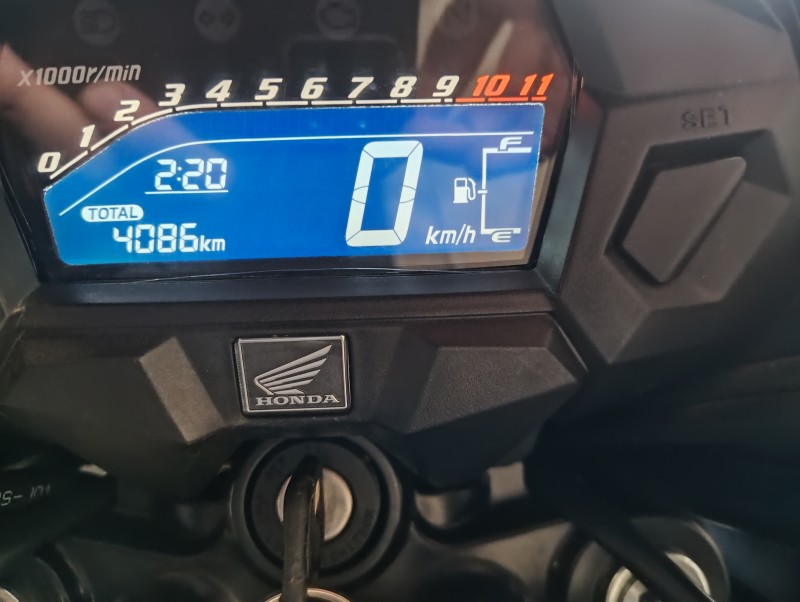 X1000r/min
0 1 2 3 4 5 6 7 8 9 10 11
2:20
F
TOTAL
4086km
0 km/h
E
SET
HONDA